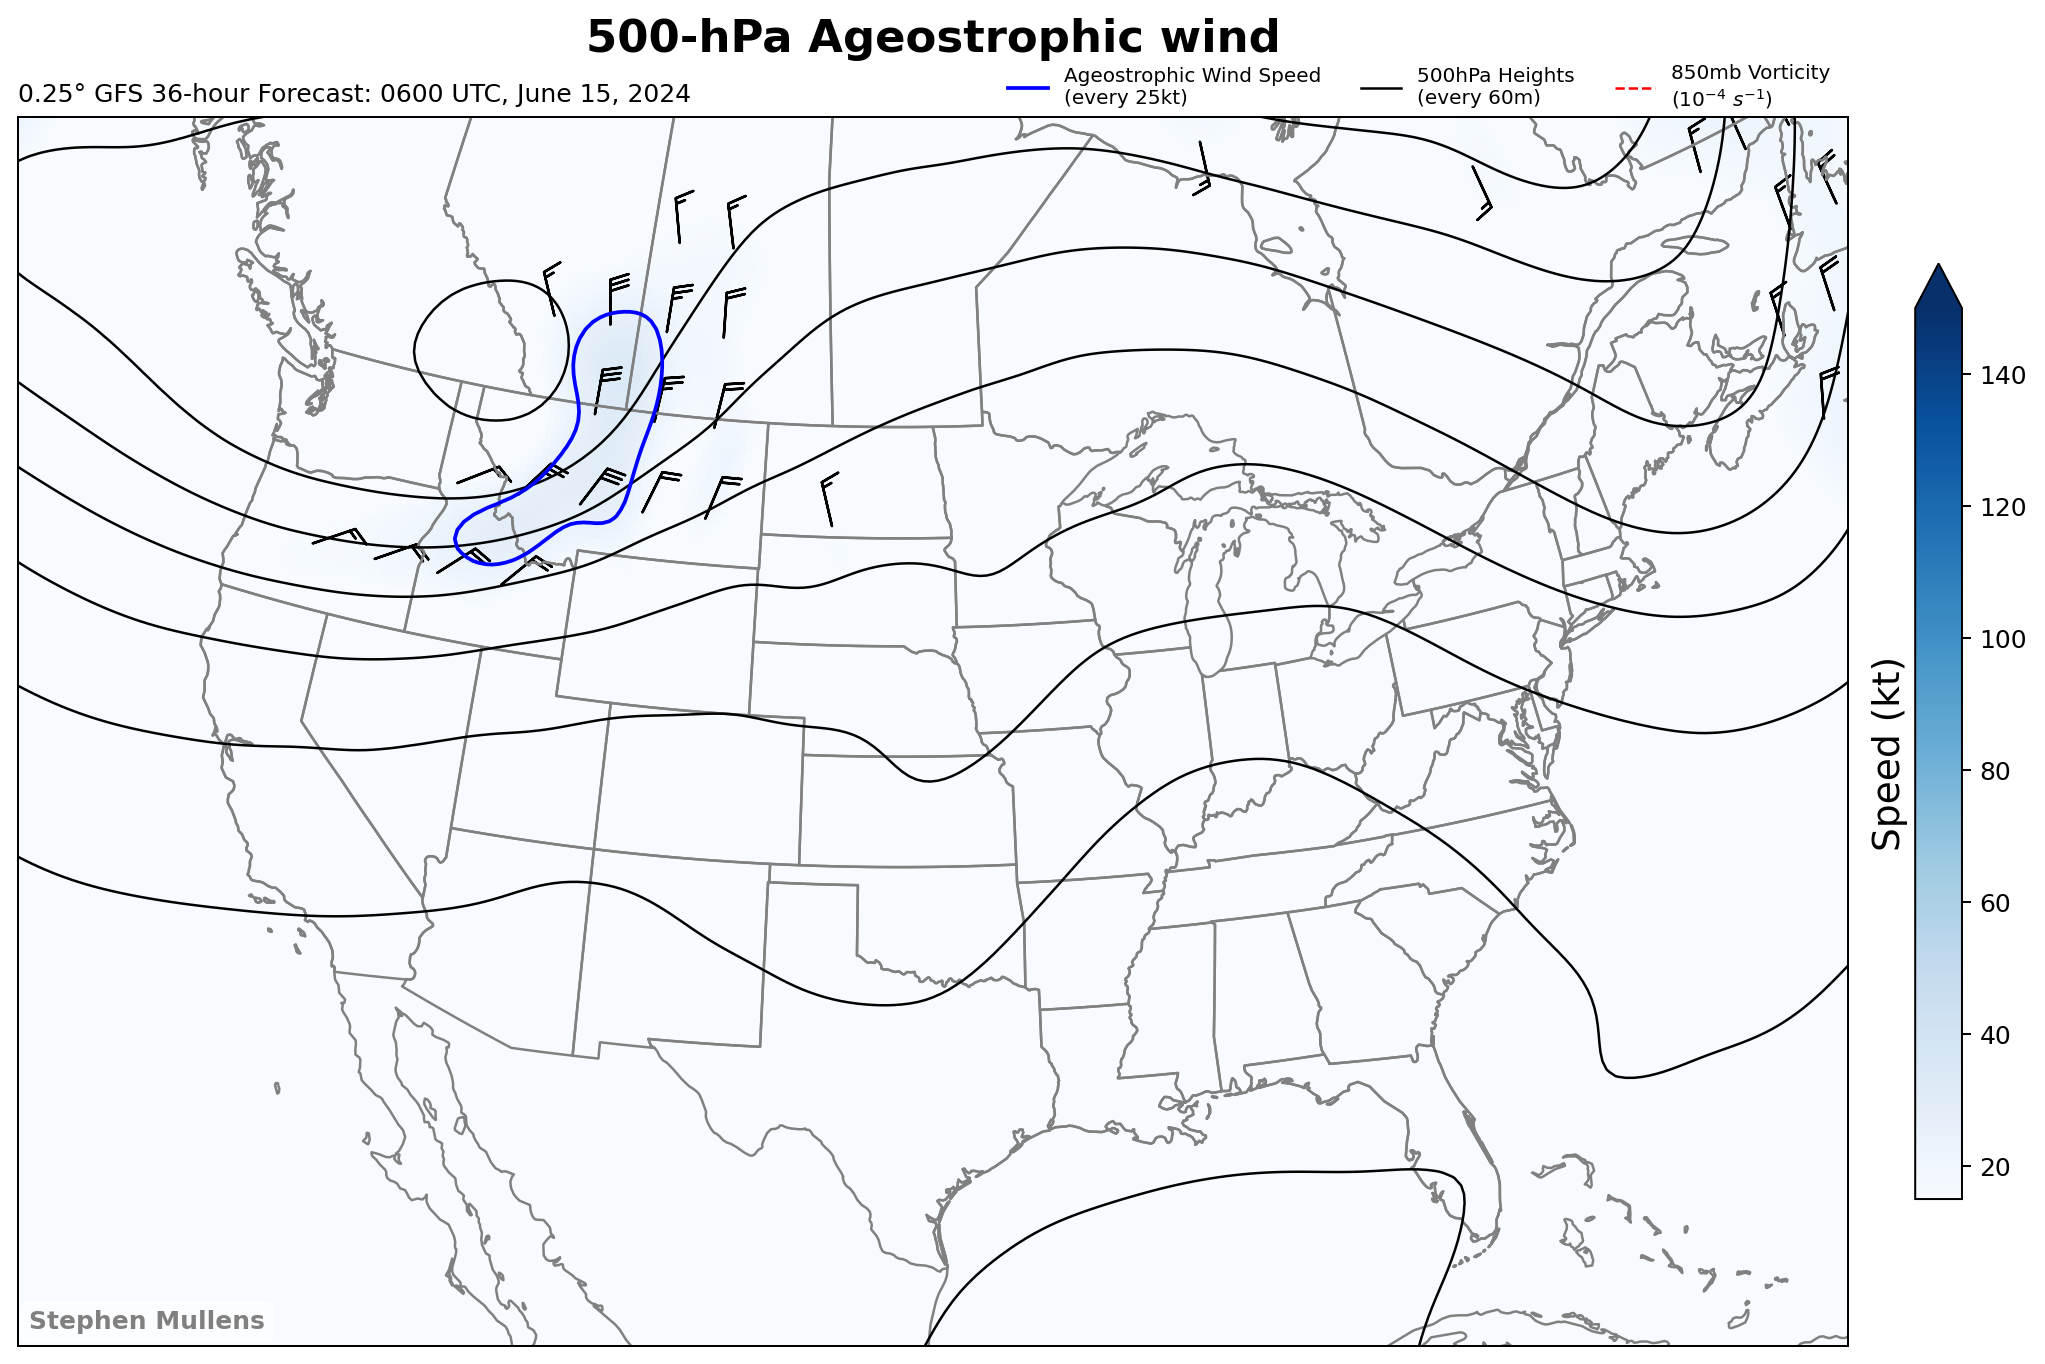 500-hPa Ageostrophic wind
0.25° GFS 36-hour Forecast: 0600 UTC, June 15, 2024
Ageostrophic Wind Speed
(every 25kt)
500hPa Heights
(every 60m)
850mb Vorticity
(10⁻⁴ s⁻¹)
140
120
100
80
60
40
20
Speed (kt)
Stephen Mullens